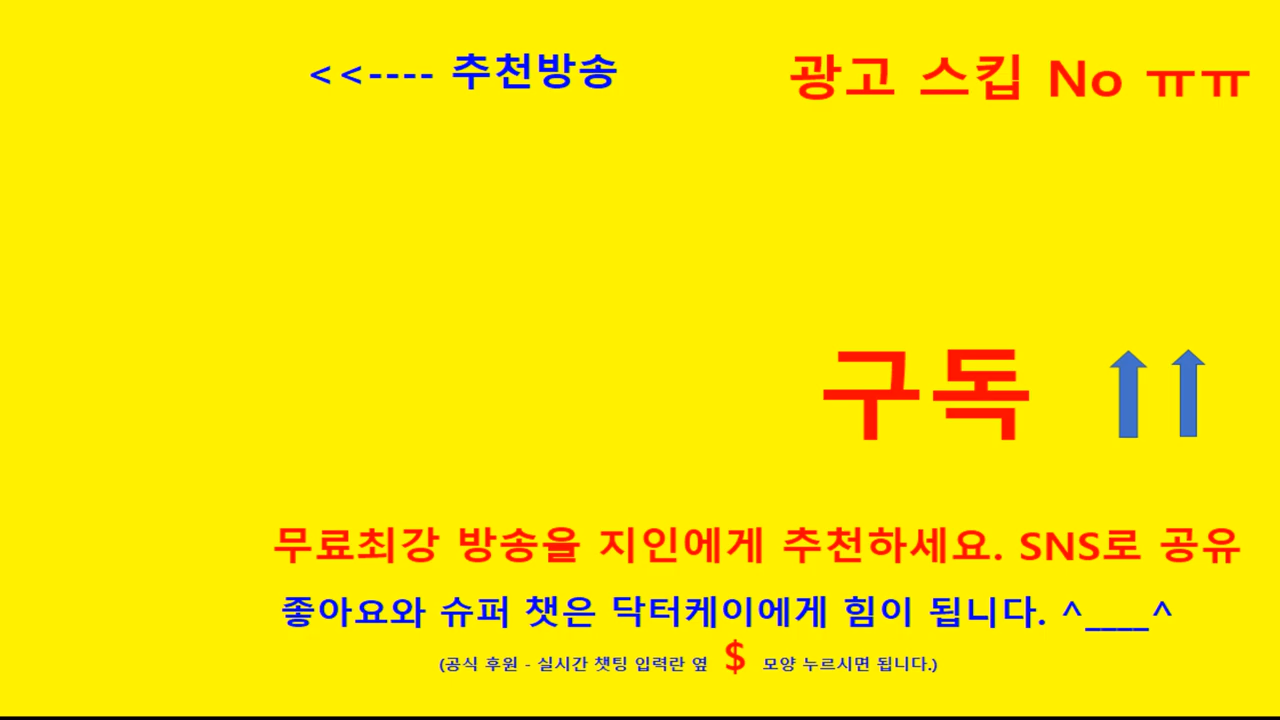 <<---- 추천방송
광고 스킵 No ㅠㅠ
구독
무료최강 방송을 지인에게 추천하세요. SNS로 공유
좋아요와 슈퍼 챗은 닥터케이에게 힘이 됩니다. ^____^
(공식 후원 - 실시간 챗팅 입력란 옆 $ 모양 누르시면 됩니다.)